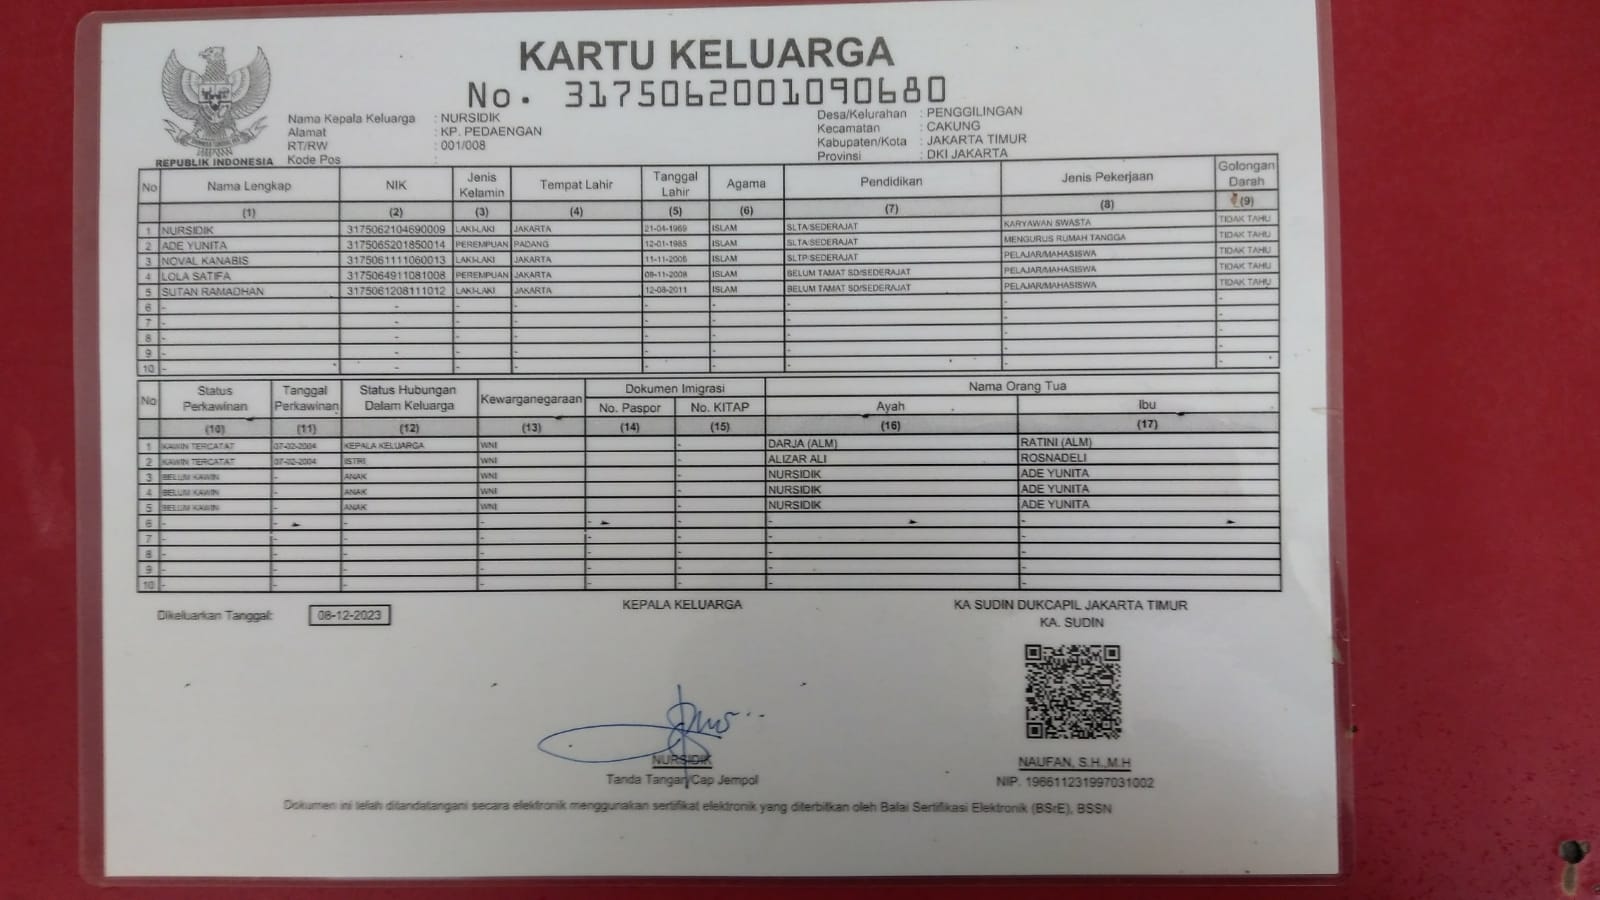 KARTU KELUARGA
No. 3175062001090680
REPUBLIK INDONESIA
Nama Kepala Keluarga : NURSIDIK
Alamat : KP. PEDAENGAN
RT/RW : 001/008
Kode Pos :
Desa/Kelurahan : PENGGILINGAN
Kecamatan : CAKUNG
Kabupaten/Kota : JAKARTA TIMUR
Provinsi : DKI JAKARTA
No Nama Lengkap NIK Jenis Kelamin Tempat Lahir Tanggal Lahir Agama Pendidikan Jenis Pekerjaan Golongan Darah
(1) (2) (3) (4) (5) (6) (7) (8) (9)
1 NURSIDIK 3175062104690009 LAKI-LAKI JAKARTA 21-04-1969 ISLAM SLTA/SEDERAJAT KARYAWAN SWASTA TIDAK TAHU
2 ADE YUNITA 3175065201850014 PEREMPUAN PADANG 12-01-1985 ISLAM SLTA/SEDERAJAT MENGURUS RUMAH TANGGA TIDAK TAHU
3 NOVAL KANABIS 3175061111060013 LAKI-LAKI JAKARTA 11-11-2006 ISLAM SLTP/SEDERAJAT PELAJAR/MAHASISWA TIDAK TAHU
4 LOLA SATIFA 3175064911081008 PEREMPUAN JAKARTA 09-11-2008 ISLAM BELUM TAMAT SD/SEDERAJAT PELAJAR/MAHASISWA TIDAK TAHU
5 SUTAN RAMADHAN 3175061208111012 LAKI-LAKI JAKARTA 12-08-2011 ISLAM BELUM TAMAT SD/SEDERAJAT PELAJAR/MAHASISWA TIDAK TAHU
6 - - - - - - - - -
7 - - - - - - - - -
8 - - - - - - - - -
9 - - - - - - - - -
10 - - - - - - - - -
No Status Perkawinan Tanggal Perkawinan Status Hubungan Dalam Keluarga Kewarganegaraan Dokumen Imigrasi Nama Orang Tua
No. Paspor No. KITAP Ayah Ibu
(10) (11) (12) (13) (14) (15) (16) (17)
1 KAWIN TERCATAT 07-02-2004 KEPALA KELUARGA WNI - DARJA (ALM) RATINI (ALM)
2 KAWIN TERCATAT 07-02-2004 ISTRI WNI - ALIZAR ALI ROSNADELI
3 BELUM KAWIN - ANAK WNI - NURSIDIK ADE YUNITA
4 BELUM KAWIN - ANAK WNI - NURSIDIK ADE YUNITA
5 BELUM KAWIN - ANAK WNI - NURSIDIK ADE YUNITA
6 - - - - - - - -
7 - - - - - - - -
8 - - - - - - - -
9 - - - - - - - -
10 - - - - - - - -
Dikeluarkan Tanggal: 08-12-2023
KEPALA KELUARGA
KA SUDIN DUKCAPIL JAKARTA TIMUR
KA. SUDIN
NURSIDIK
Tanda Tangan/Cap Jempol
NAUFAN, S.H.,M.H
NIP. 196611231997031002
Dokumen ini telah ditandatangani secara elektronik menggunakan sertifikat elektronik yang diterbitkan oleh Balai Sertifikasi Elektronik (BSrE), BSSN